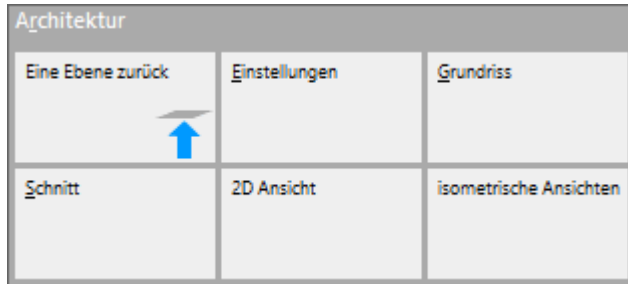 Architektur
Eine Ebene zurück
Einstellungen
Grundriss
Schnitt
2D Ansicht
isometrische Ansichten